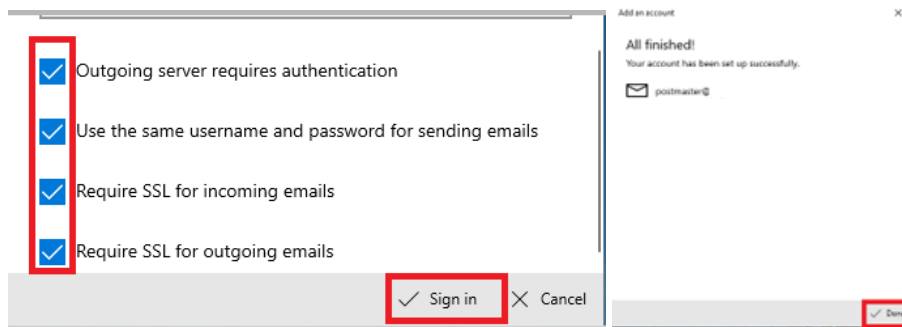 Outgoing server requires authentication
Use the same username and password for sending emails
Require SSL for incoming emails
Require SSL for outgoing emails
Sign in
Cancel
Add an account
All finished!
Your account has been set up successfully.
postmaster@
Done